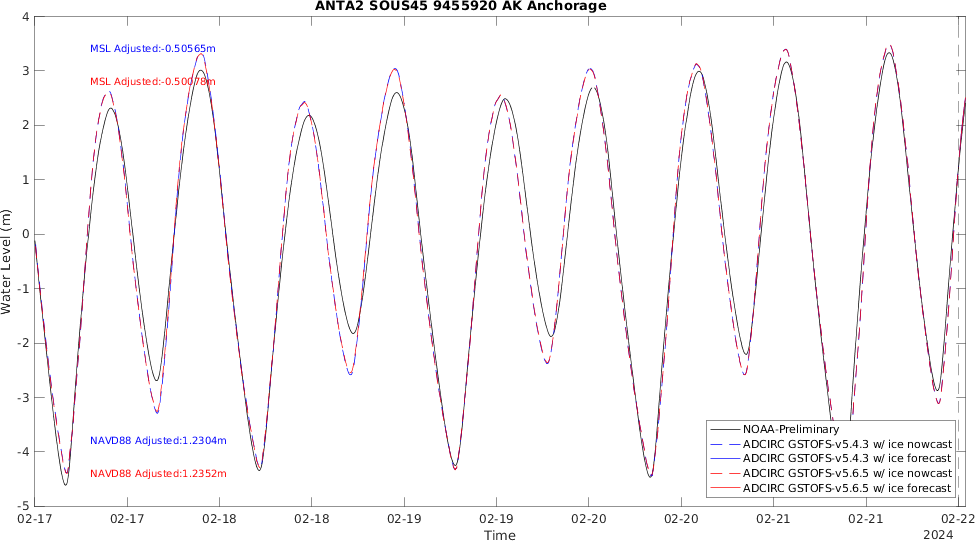 ANTA2 SOUS45 9455920 AK Anchorage
4
3
2
1
0
-1
-2
-3
-4
-5
Water Level (m)
MSL Adjusted:-0.50565m
MSL Adjusted:-0.50078m
NAVD88 Adjusted:1.2304m
NAVD88 Adjusted:1.2352m
NOAA-Preliminary
ADCIRC GSTOFS-v5.4.3 w/ ice nowcast
ADCIRC GSTOFS-v5.4.3 w/ ice forecast
ADCIRC GSTOFS-v5.6.5 w/ ice nowcast
ADCIRC GSTOFS-v5.6.5 w/ ice forecast
02-17 02-17 02-18 02-18 02-19 02-19 02-20 02-20 02-21 02-21 02-22
Time
2024